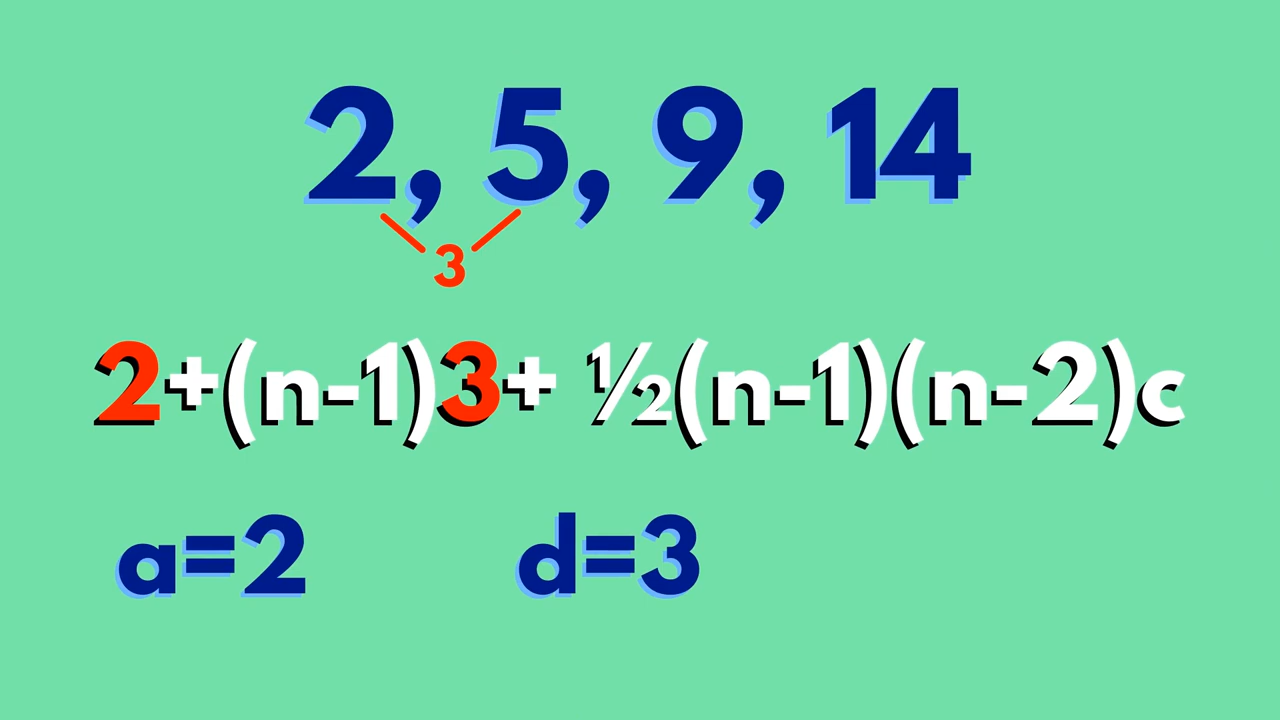 2, 5, 9, 14
3
2+(n-1)3+ ½(n-1)(n-2)c
a=2 d=3